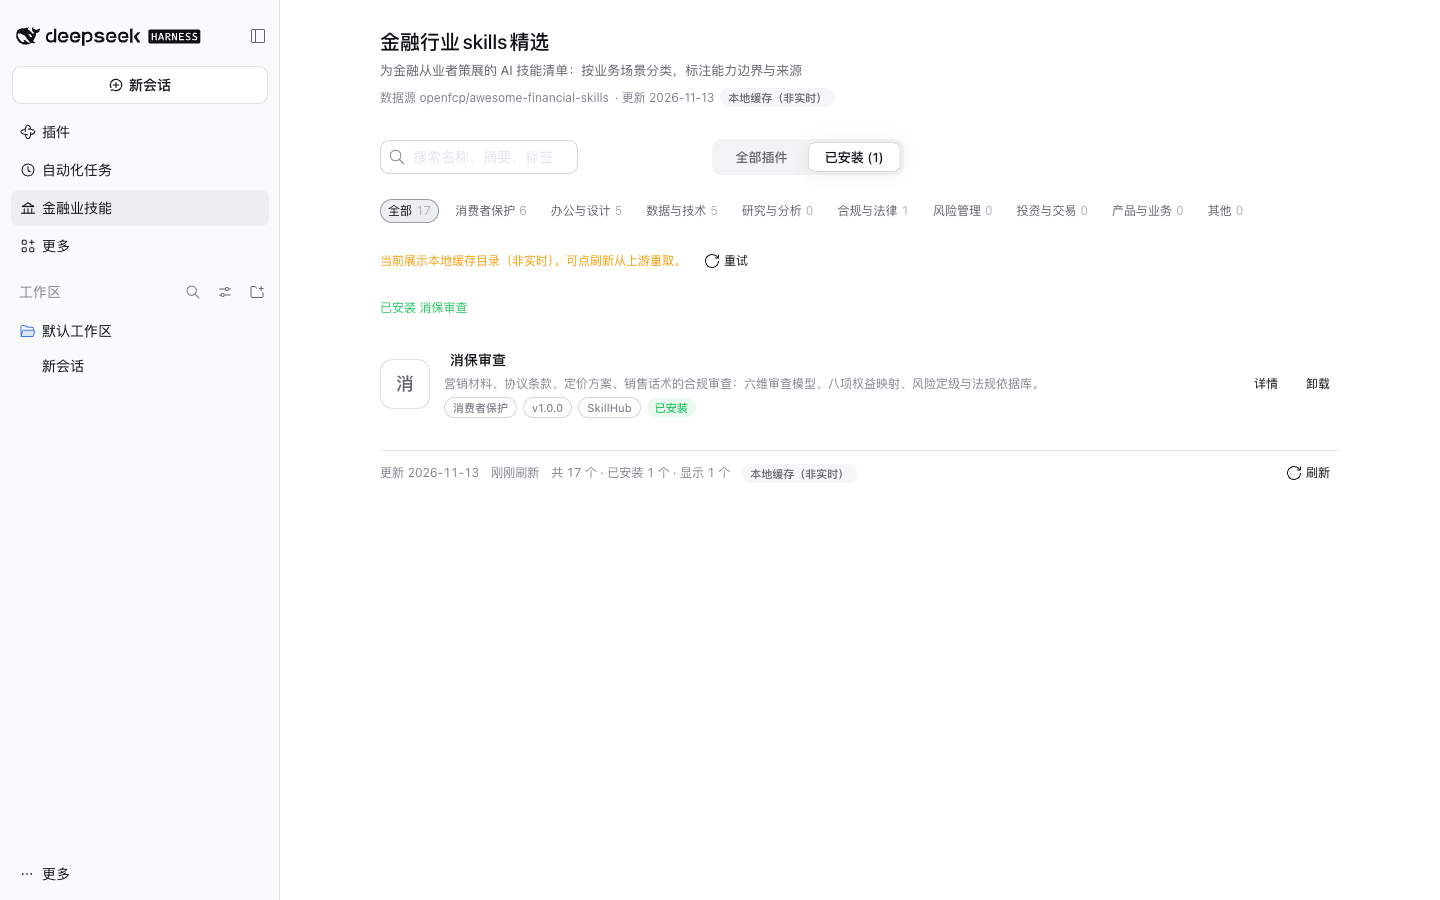 deepseek HARNESS
新会话
插件
自动化任务
金融业技能
更多
工作区
默认工作区
新会话
更多
金融行业 skills 精选
为金融从业者策展的 AI 技能清单：按业务场景分类，标注能力边界与来源
数据源 openfcp/awesome-financial-skills · 更新 2026-11-13 本地缓存（非实时）
搜索名称、摘要、标签
全部插件 已安装 (1)
全部 17 消费者保护 6 办公与设计 5 数据与技术 5 研究与分析 0 合规与法律 1 风险管理 0 投资与交易 0 产品与业务 0 其他 0
当前展示本地缓存目录（非实时）。可点刷新从上游重取。 重试
已安装 消保审查
消
消保审查
营销材料、协议条款、定价方案、销售话术的合规审查：六维审查模型、八项权益映射、风险定级与法规依据库。
消费者保护 v1.0.0 SkillHub 已安装
详情 卸载
更新 2026-11-13 刚刚刷新 共 17 个 · 已安装 1 个 · 显示 1 个 本地缓存（非实时） 刷新